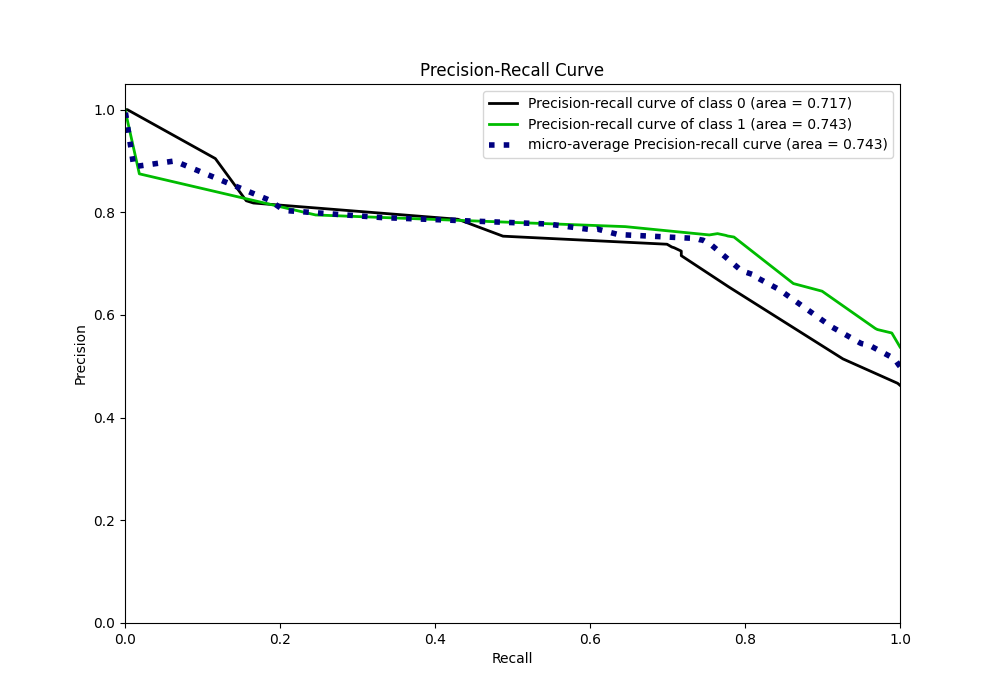 Precision-Recall Curve
Precision-recall curve of class 0 (area = 0.717)
Precision-recall curve of class 1 (area = 0.743)
micro-average Precision-recall curve (area = 0.743)
1.0
0.8
0.6
0.4
0.2
0.0
Precision
0.0 0.2 0.4 0.6 0.8 1.0
Recall